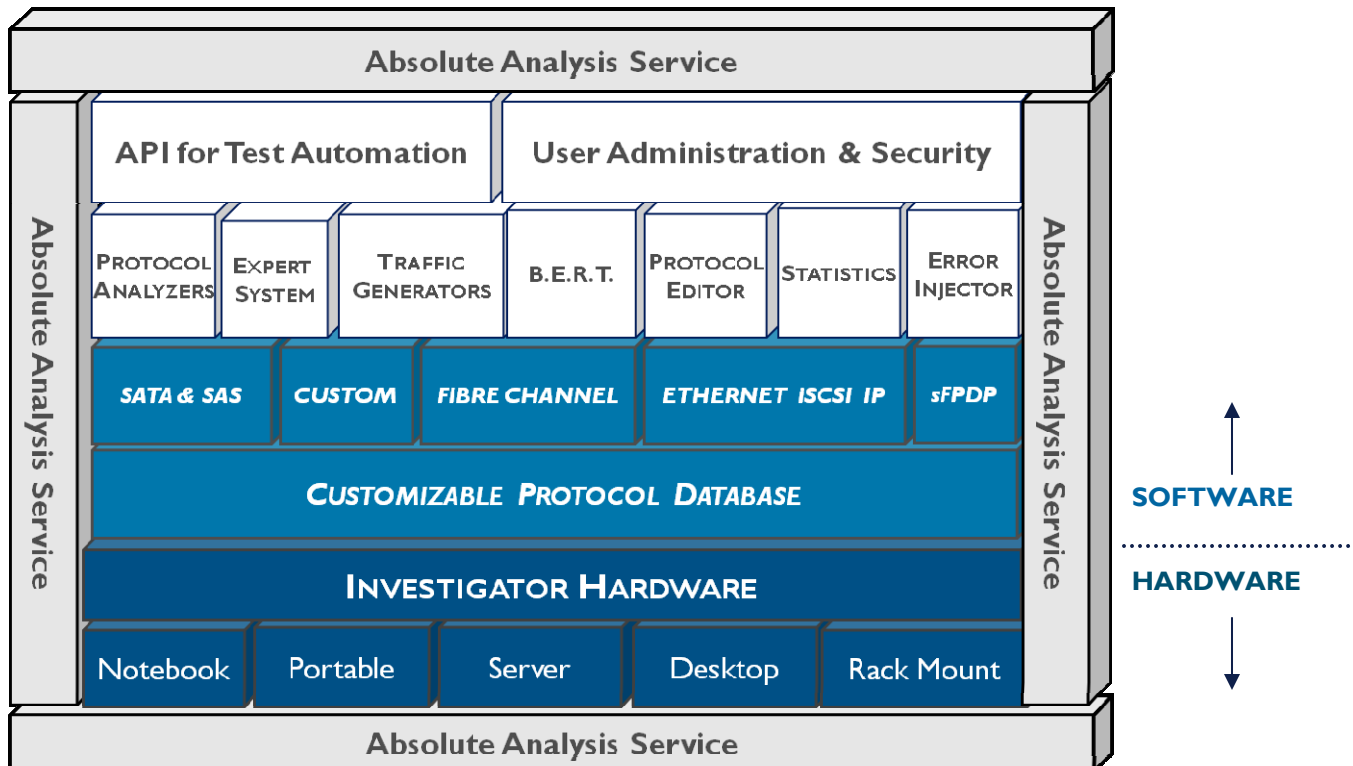 Absolute Analysis Service
API for Test Automation
User Administration & Security
Absolute Analysis Service
PROTOCOL
ANALYZERS
EXPERT
SYSTEM
TRAFFIC
GENERATORS
B.E.R.T.
PROTOCOL
EDITOR
STATISTICS
ERROR
INJECTOR
Absolute Analysis Service
SATA & SAS
CUSTOM
FIBRE CHANNEL
ETHERNET ISCSI IP
sFPDP
CUSTOMIZABLE PROTOCOL DATABASE
SOFTWARE
INVESTIGATOR HARDWARE
HARDWARE
Notebook
Portable
Server
Desktop
Rack Mount
Absolute Analysis Service